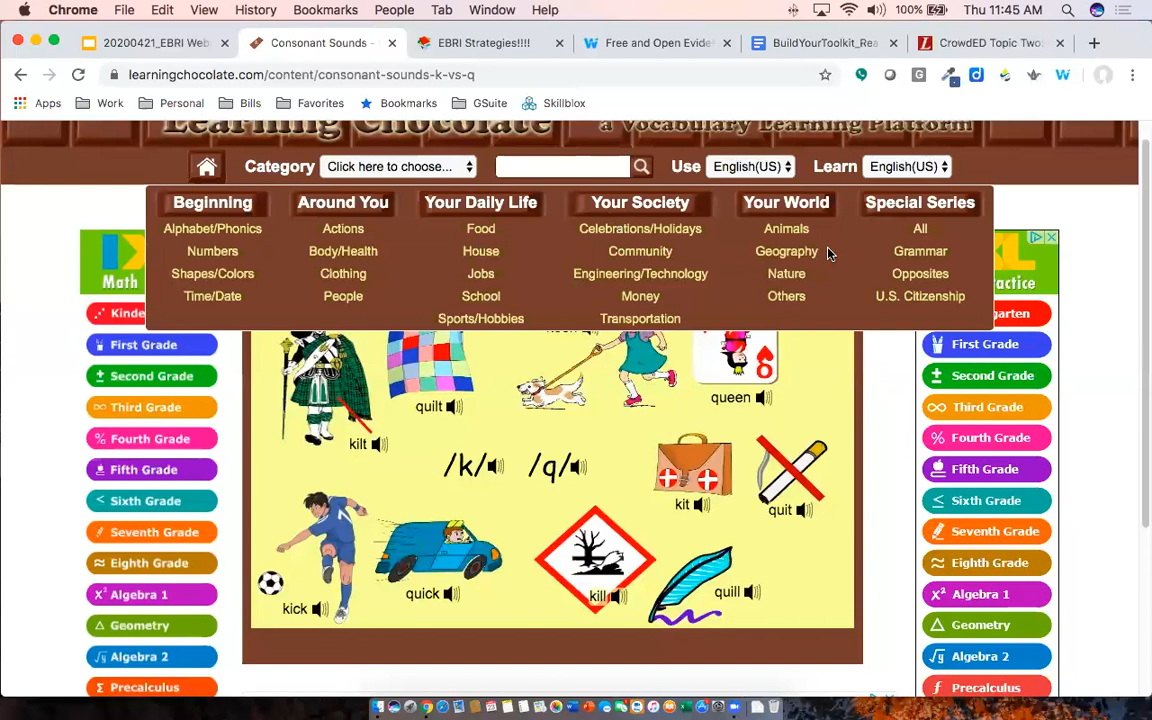 Chrome File Edit View History Bookmarks People Tab Window Help 100% Thu 11:45 AM
20200421_EBRI Web × Consonant Sounds - × EBRI Strategies!!!! × Free and Open Evide × BuildYourToolkit_Rea × CrowdED Topic Two: × +
learningchocolate.com/content/consonant-sounds-k-vs-q
Apps Work Personal Bills Favorites Bookmarks GSuite Skillblox
Learning Chocolate a Vocabulary Learning Platform
Category Click here to choose... Use English(US) Learn English(US)
Beginning Around You Your Daily Life Your Society Your World Special Series
Alphabet/Phonics Actions Food Celebrations/Holidays Animals All
Numbers Body/Health House Community Geography Grammar
Shapes/Colors Clothing Jobs Engineering/Technology Nature Opposites
Time/Date People School Money Others U.S. Citizenship
Sports/Hobbies Transportation
Math
Kinde
First Grade
Second Grade
Third Grade
Fourth Grade
Fifth Grade
Sixth Grade
Seventh Grade
Eighth Grade
Algebra 1
Geometry
Algebra 2
Precalculus
quilt
queen
kilt
/k/ /q/
kit
quit
kick
quick
kill
quill
actice
garten
First Grade
Second Grade
Third Grade
Fourth Grade
Fifth Grade
Sixth Grade
Seventh Grade
Eighth Grade
Algebra 1
Geometry
Algebra 2
Precalculus